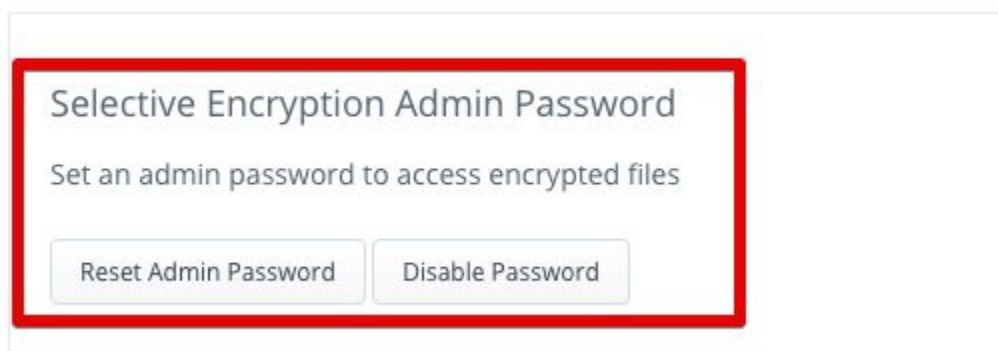 Selective Encryption Admin Password
Set an admin password to access encrypted files
Reset Admin Password
Disable Password